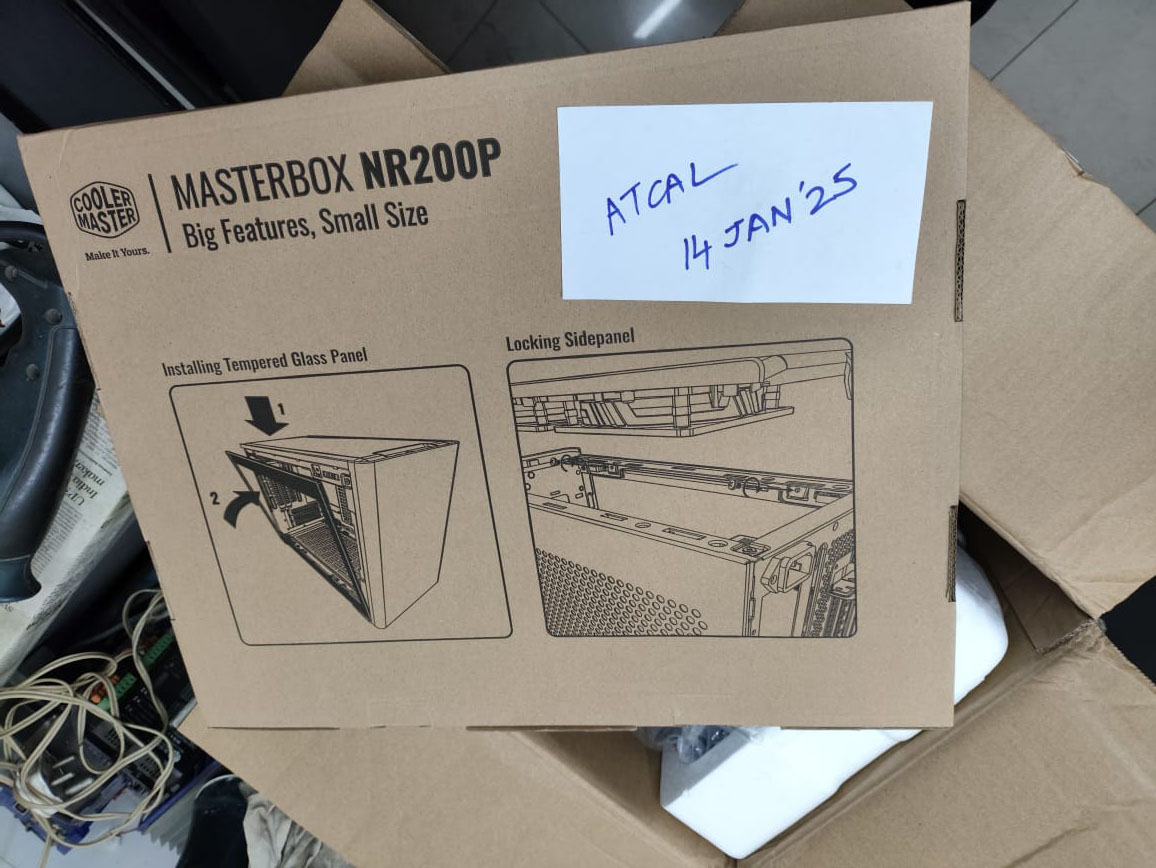 COOLER
MASTER
Make It Yours.
MASTERBOX NR200P
Big Features, Small Size
ATCAL
14 JAN'25
Installing Tempered Glass Panel
1
2
Locking Sidepanel